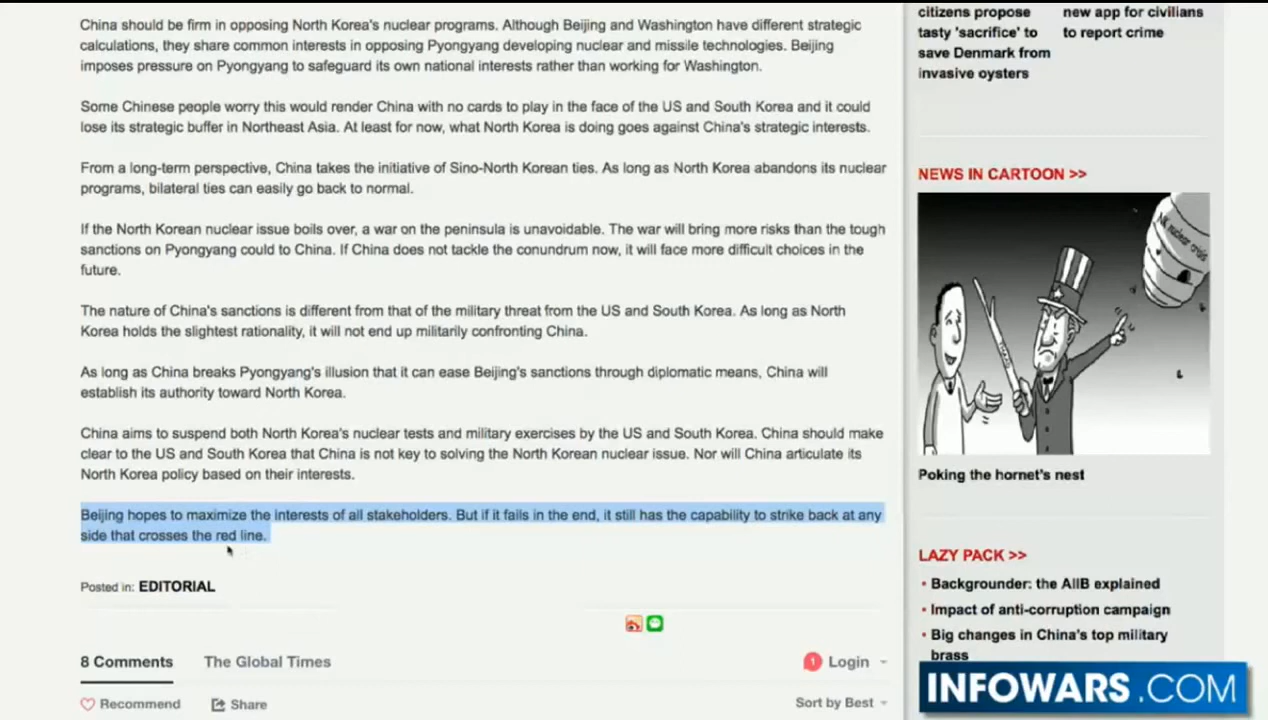 China should be firm in opposing North Korea's nuclear programs. Although Beijing and Washington have different strategic
calculations, they share common interests in opposing Pyongyang developing nuclear and missile technologies. Beijing
imposes pressure on Pyongyang to safeguard its own national interests rather than working for Washington.
Some Chinese people worry this would render China with no cards to play in the face of the US and South Korea and it could
lose its strategic buffer in Northeast Asia. At least for now, what North Korea is doing goes against China's strategic interests.
From a long-term perspective, China takes the initiative of Sino-North Korean ties. As long as North Korea abandons its nuclear
programs, bilateral ties can easily go back to normal.
If the North Korean nuclear issue boils over, a war on the peninsula is unavoidable. The war will bring more risks than the tough
sanctions on Pyongyang could to China. If China does not tackle the conundrum now, it will face more difficult choices in the
future.
The nature of China's sanctions is different from that of the military threat from the US and South Korea. As long as North
Korea holds the slightest rationality, it will not end up militarily confronting China.
As long as China breaks Pyongyang's illusion that it can ease Beijing's sanctions through diplomatic means, China will
establish its authority toward North Korea.
China aims to suspend both North Korea's nuclear tests and military exercises by the US and South Korea. China should make
clear to the US and South Korea that China is not key to solving the North Korean nuclear issue. Nor will China articulate its
North Korea policy based on their interests.
Beijing hopes to maximize the interests of all stakeholders. But if it fails in the end, it still has the capability to strike back at any
side that crosses the red line.
Posted in: EDITORIAL
8 Comments
The Global Times
1
Login
Recommend
Share
Sort by Best
citizens propose
tasty 'sacrifice' to
save Denmark from
invasive oysters
new app for civilians
to report crime
NEWS IN CARTOON >>
nuclear crisis
Poking the hornet's nest
LAZY PACK >>
• Backgrounder: the AIIB explained
• Impact of anti-corruption campaign
• Big changes in China's top military
brass
INFOWARS.COM